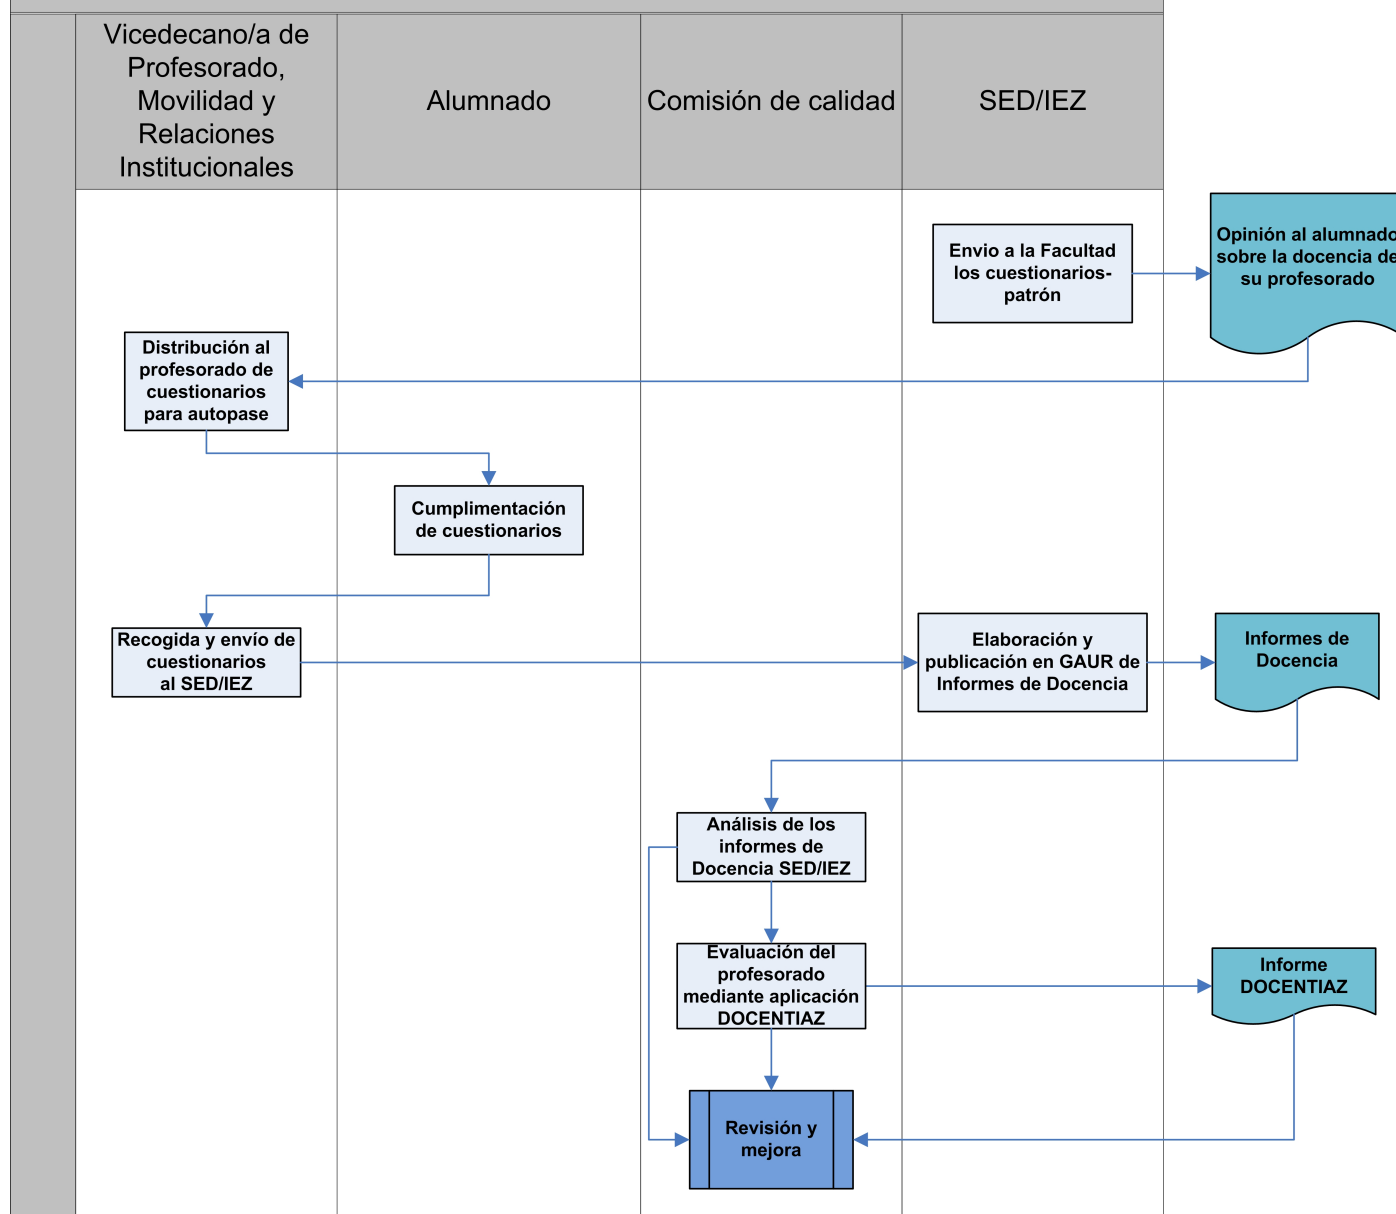 Vicedecano/a de
Profesorado,
Movilidad y
Relaciones
Institucionales
Alumnado
Comisión de calidad
SED/IEZ
Envio a la Facultad
los cuestionarios-
patrón
Opinión al alumnado
sobre la docencia de
su profesorado
Distribución al
profesorado de
cuestionarios
para autopase
Cumplimentación
de cuestionarios
Recogida y envío de
cuestionarios
al SED/IEZ
Elaboración y
publicación en GAUR de
Informes de Docencia
Informes de
Docencia
Análisis de los
informes de
Docencia SED/IEZ
Evaluación del
profesorado
mediante aplicación
DOCENTIAZ
Informe
DOCENTIAZ
Revisión y
mejora